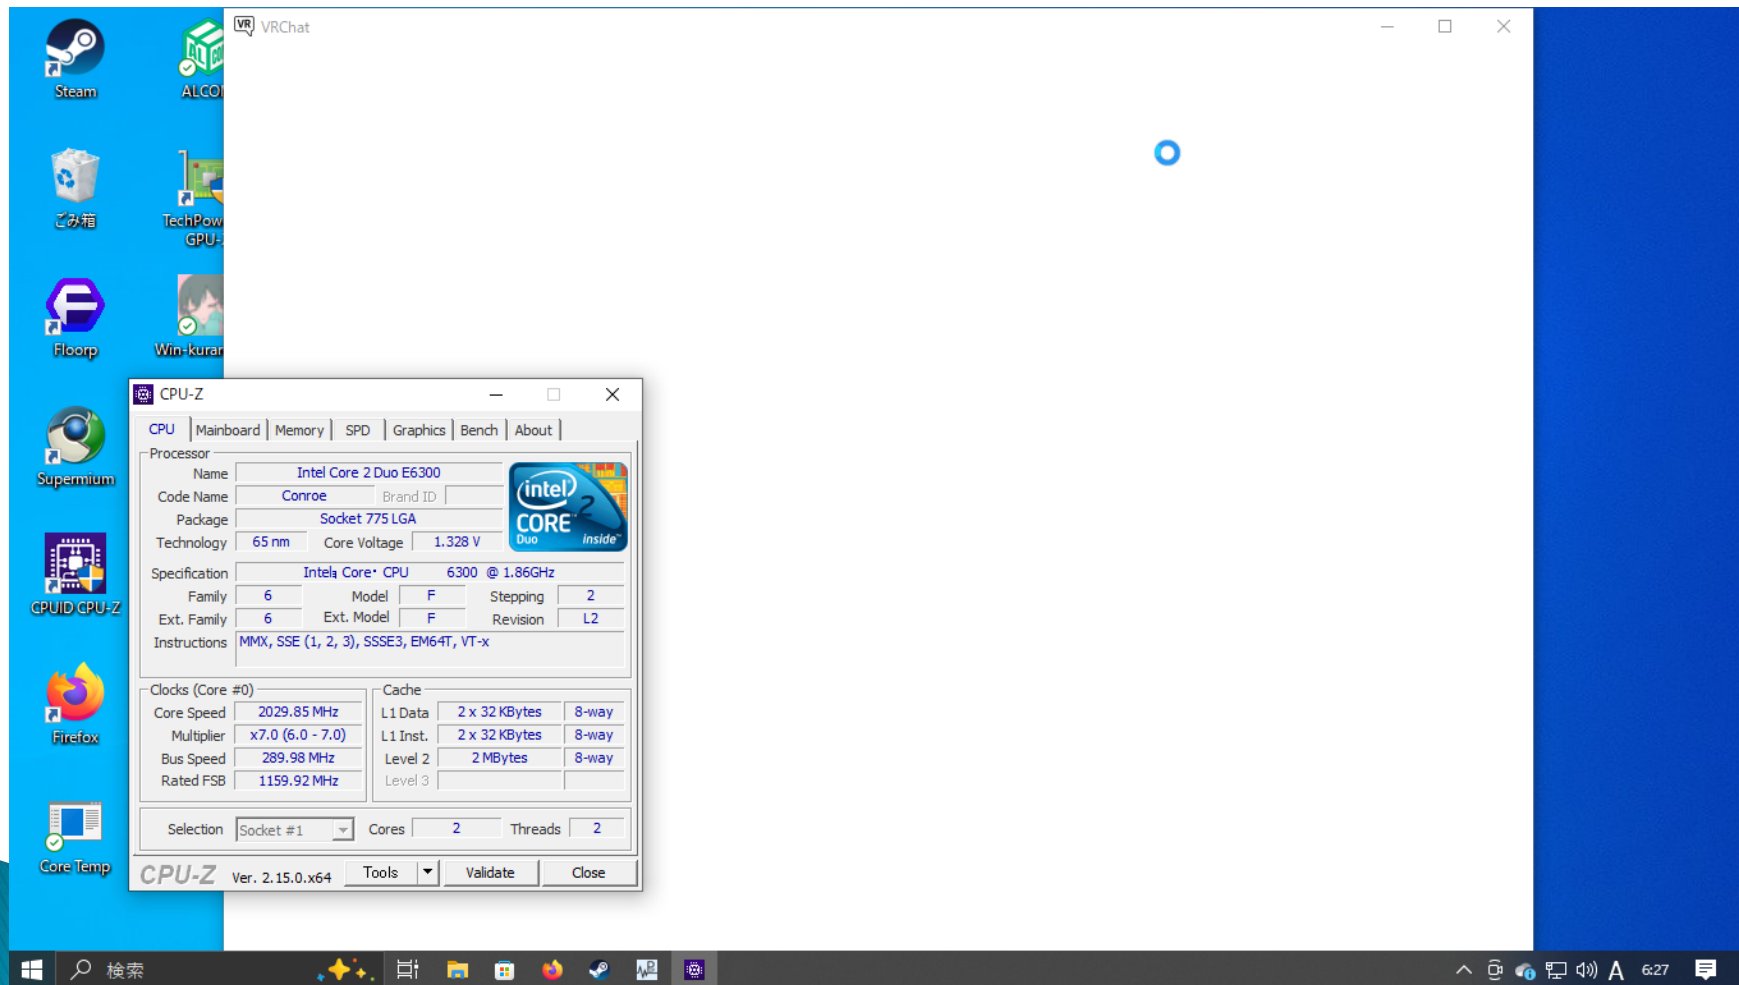 VR VRChat
Steam
ALCO
ごみ箱
TechPow
GPU-
Floorp
Win-kurar
Supermium
CPUID CPU-Z
Firefox
Core Temp
CPU-Z
CPU Mainboard Memory SPD Graphics Bench About
Processor
Name Intel Core 2 Duo E6300
Code Name Conroe Brand ID
Package Socket 775 LGA
Technology 65 nm Core Voltage 1.328 V
intel CORE 2 Duo inside™
Specification Intel Core CPU 6300 @ 1.86GHz
Family 6 Model F Stepping 2
Ext. Family 6 Ext. Model F Revision L2
Instructions MMX, SSE (1, 2, 3), SSSE3, EM64T, VT-x
Clocks (Core #0)
Core Speed 2029.85 MHz
Multiplier x7.0 (6.0 - 7.0)
Bus Speed 289.98 MHz
Rated FSB 1159.92 MHz
Cache
L1 Data 2 x 32 KBytes 8-way
L1 Inst. 2 x 32 KBytes 8-way
Level 2 2 MBytes 8-way
Level 3
Selection Socket #1 Cores 2 Threads 2
CPU-Z Ver. 2.15.0.x64 Tools Validate Close
検索
A 6:27